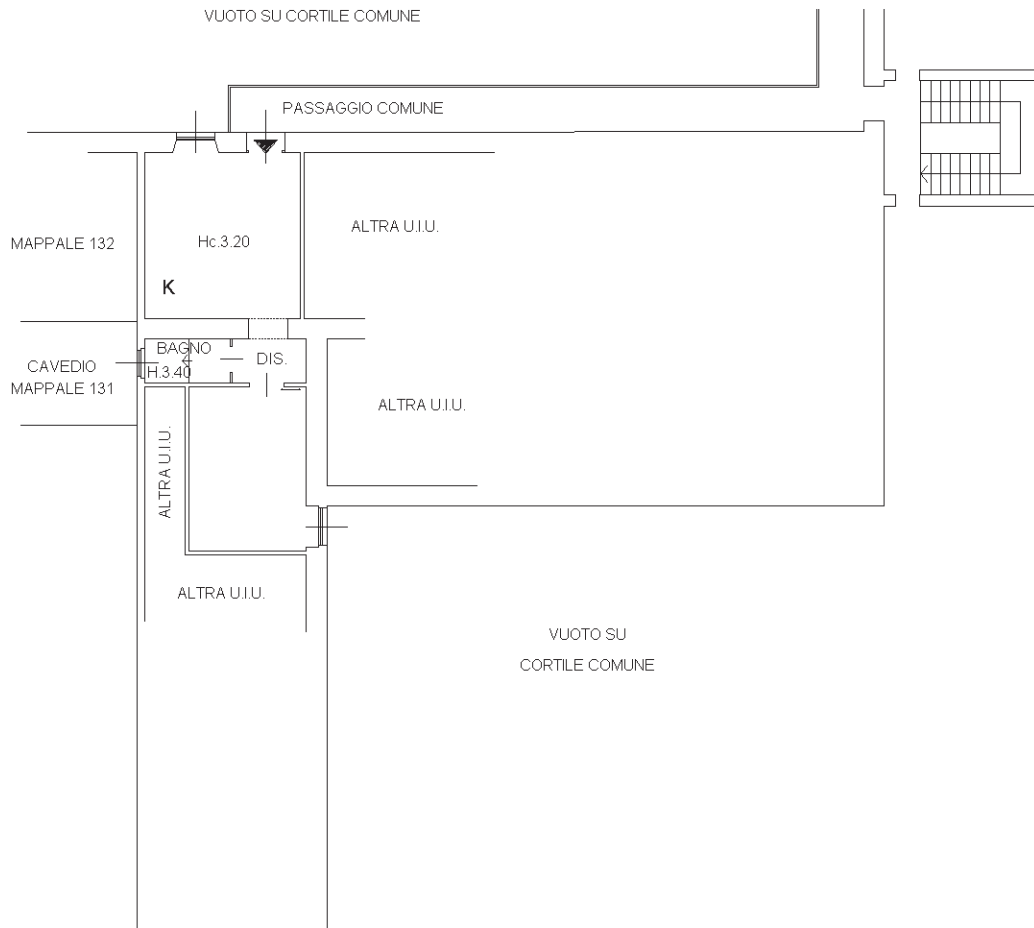 VUOTO SU CORTILE COMUNE
PASSAGGIO COMUNE
ALTRA U.I.U.
MAPPALE 132
Hc.3.20
K
BAGNO
H.3.40
DIS.
CAVEDIO
MAPPALE 131
ALTRA U.I.U.
ALTRA U.I.U.
ALTRA U.I.U.
VUOTO SU
CORTILE COMUNE